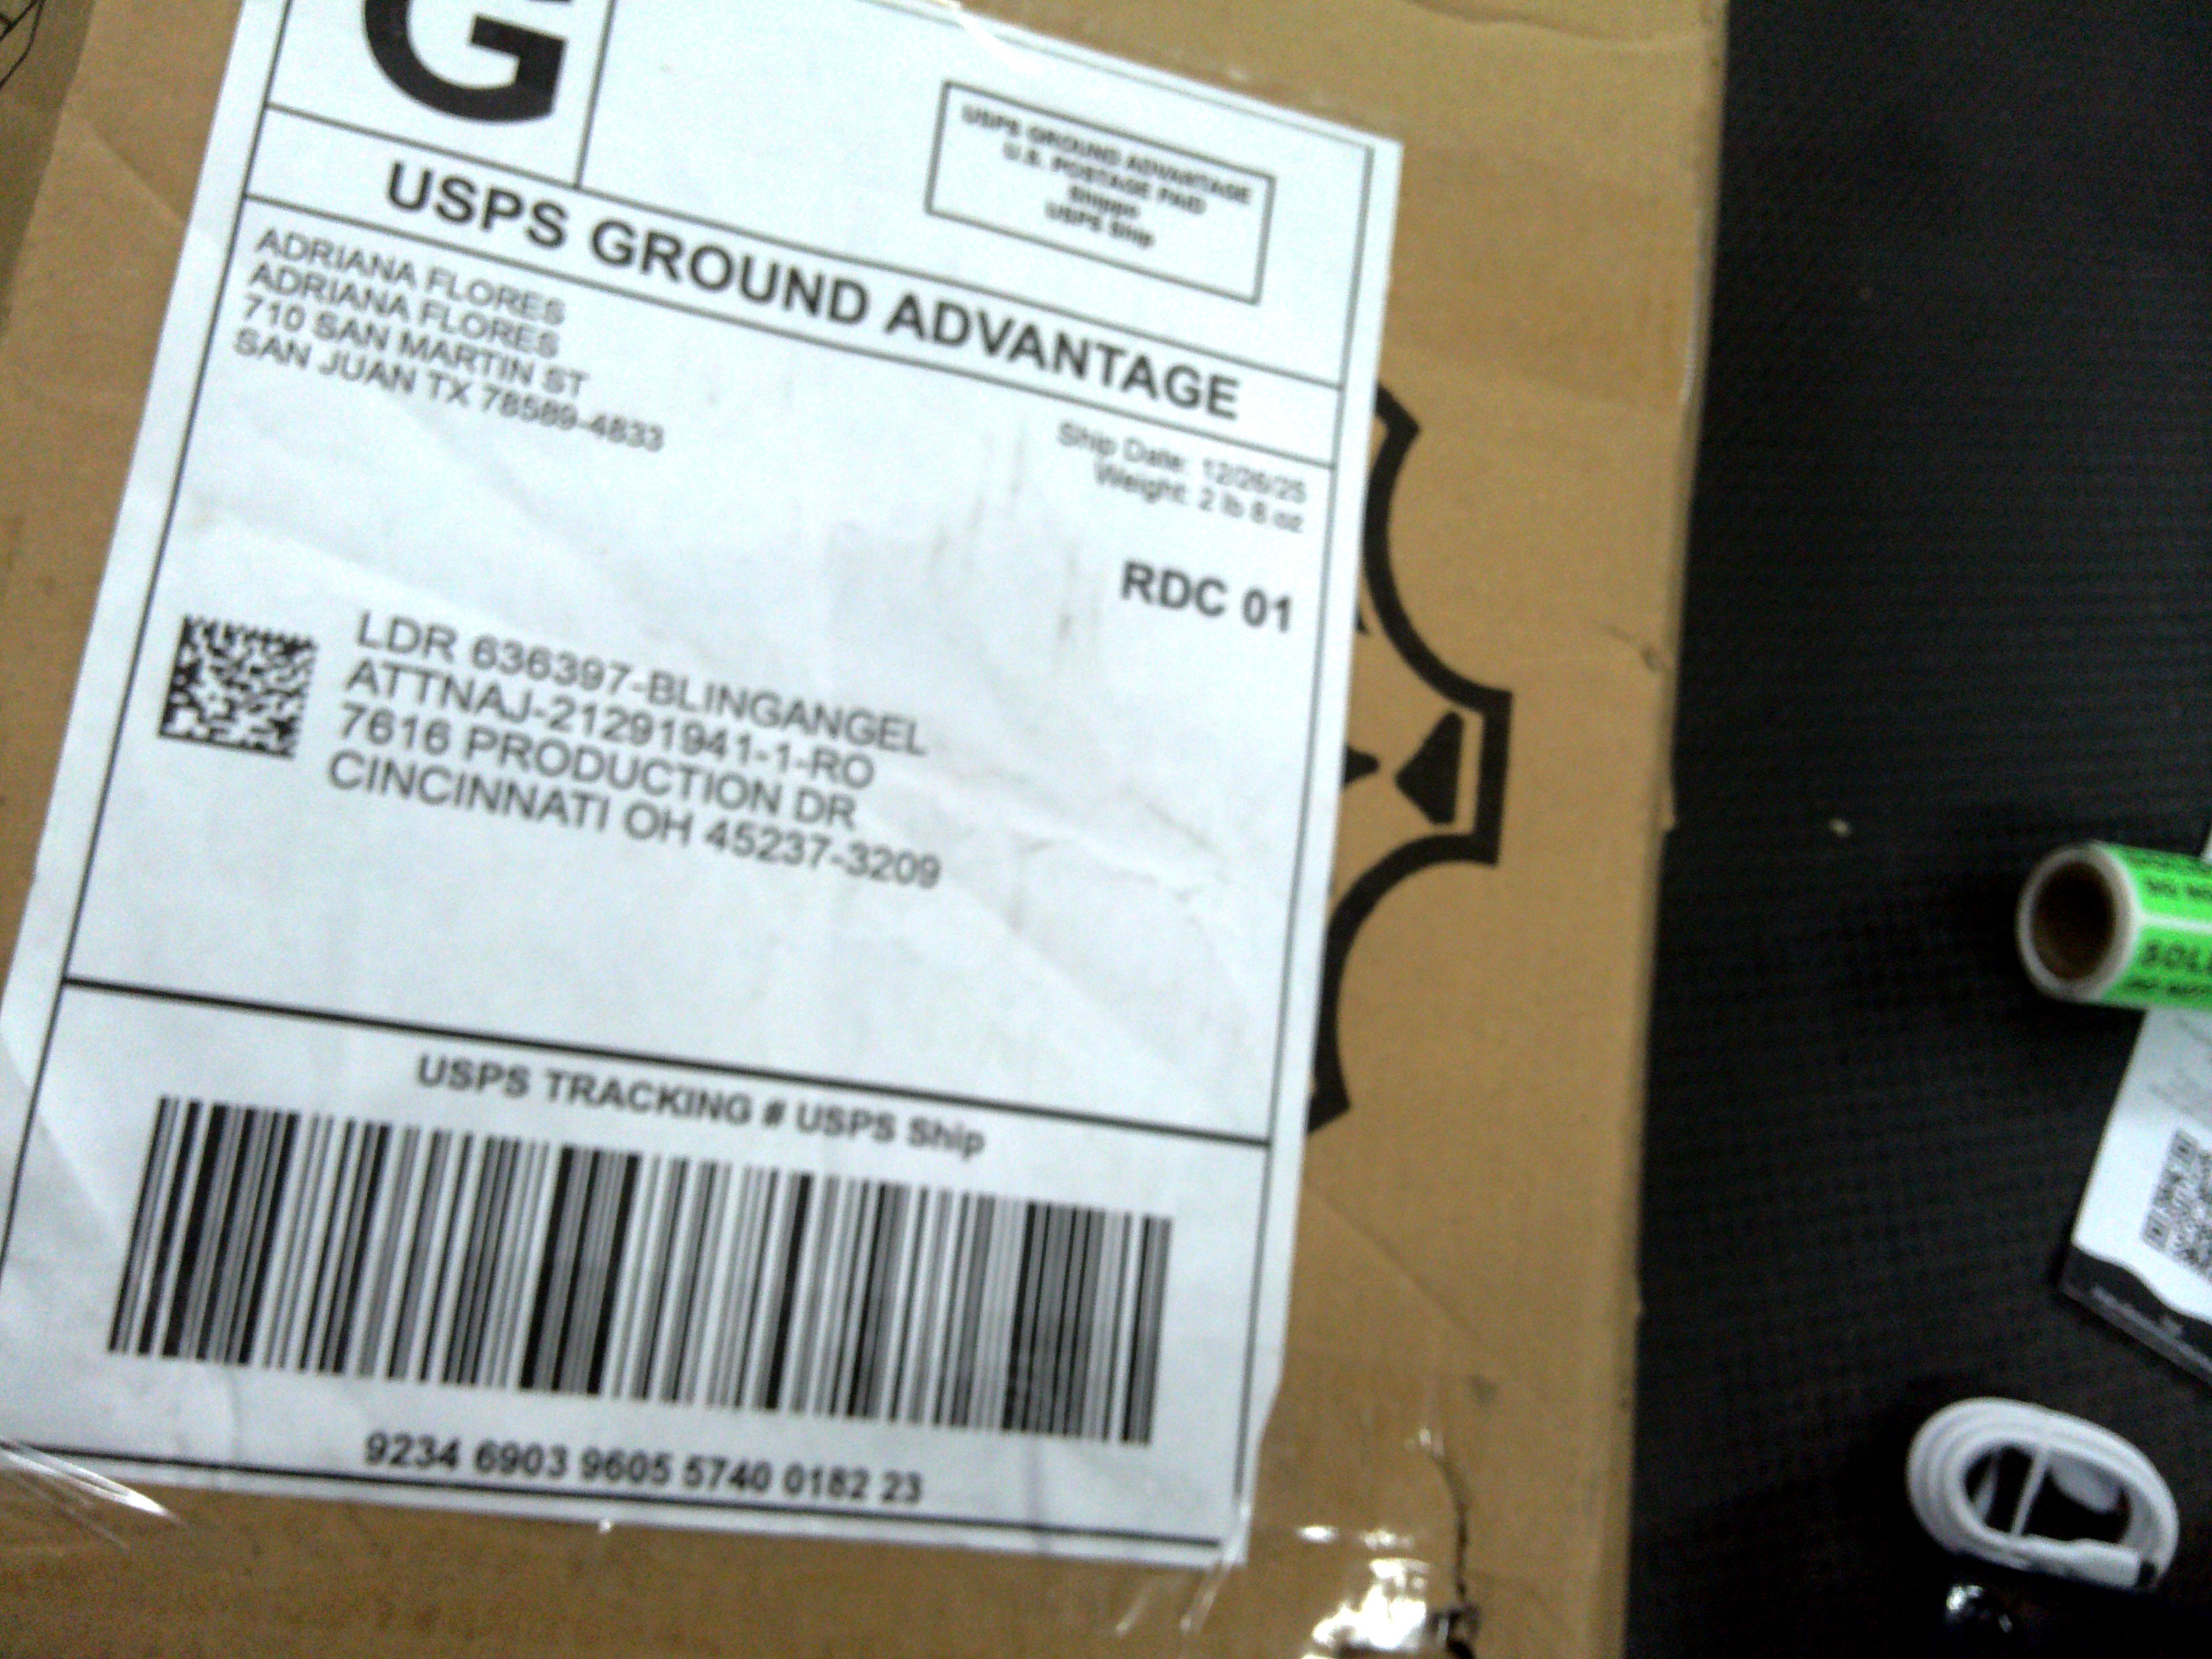 G
USPS GROUND ADVANTAGE
U.S. POSTAGE PAID
Shippo
USPS Ship
USPS GROUND ADVANTAGE
ADRIANA FLORES
ADRIANA FLORES
710 SAN MARTIN ST
SAN JUAN TX 78589-4833
Ship Date: 12/26/25
Weight: 2 lb 8 oz
RDC 01
LDR 636397-BLINGANGEL
ATTNAJ-21291941-1-RO
7616 PRODUCTION DR
CINCINNATI OH 45237-3209
USPS TRACKING # USPS Ship
9234 6903 9605 5740 0182 23